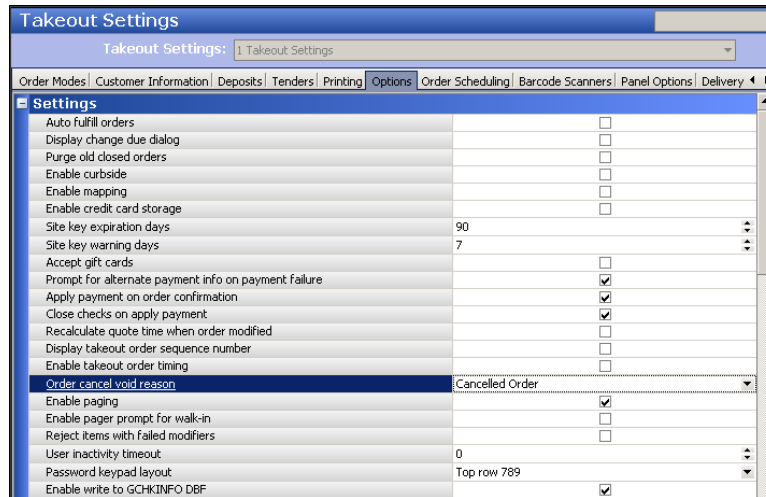 Takeout Settings
Takeout Settings: 1 Takeout Settings
Order Modes Customer Information Deposits Tenders Printing Options Order Scheduling Barcode Scanners Panel Options Delivery
Settings
Auto fulfill orders
Display change due dialog
Purge old closed orders
Enable curbside
Enable mapping
Enable credit card storage
Site key expiration days 90
Site key warning days 7
Accept gift cards
Prompt for alternate payment info on payment failure
Apply payment on order confirmation
Close checks on apply payment
Recalculate quote time when order modified
Display takeout order sequence number
Enable takeout order timing
Order cancel void reason Cancelled Order
Enable paging
Enable pager prompt for walk-in
Reject items with failed modifiers
User inactivity timeout 0
Password keypad layout Top row 789
Enable write to GCHKINFO DBF